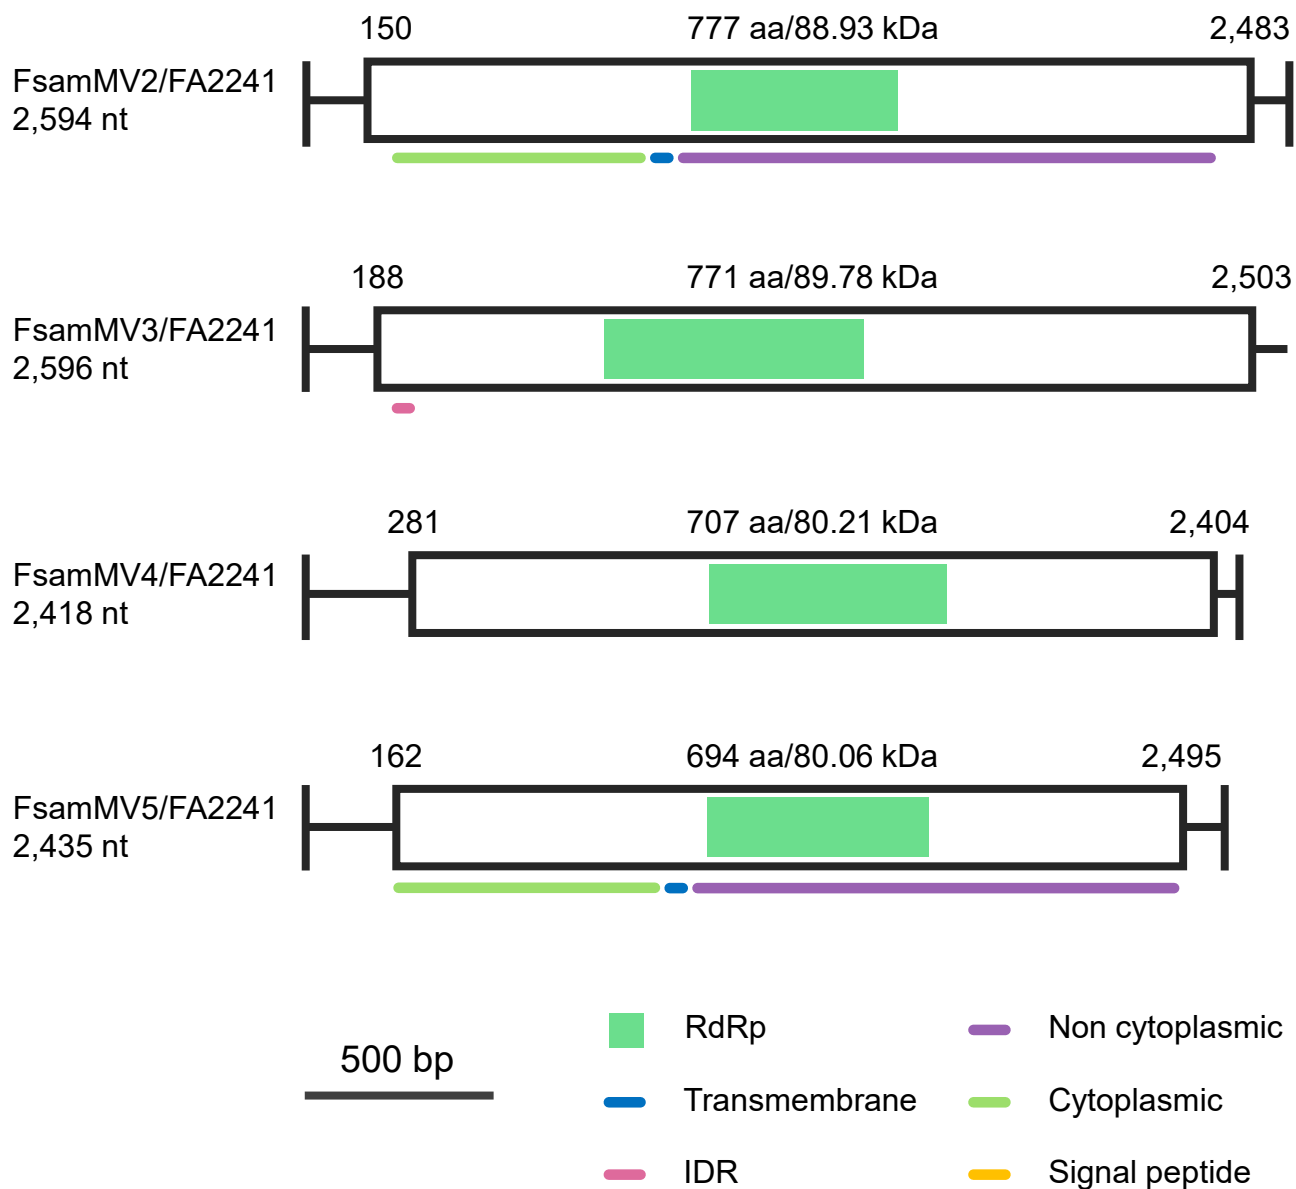 150 777 aa/88.93 kDa 2,483
FsamMV2/FA2241
2,594 nt
188 771 aa/89.78 kDa 2,503
FsamMV3/FA2241
2,596 nt
281 707 aa/80.21 kDa 2,404
FsamMV4/FA2241
2,418 nt
162 694 aa/80.06 kDa 2,495
FsamMV5/FA2241
2,435 nt
500 bp
RdRp Non cytoplasmic
Transmembrane Cytoplasmic
IDR Signal peptide